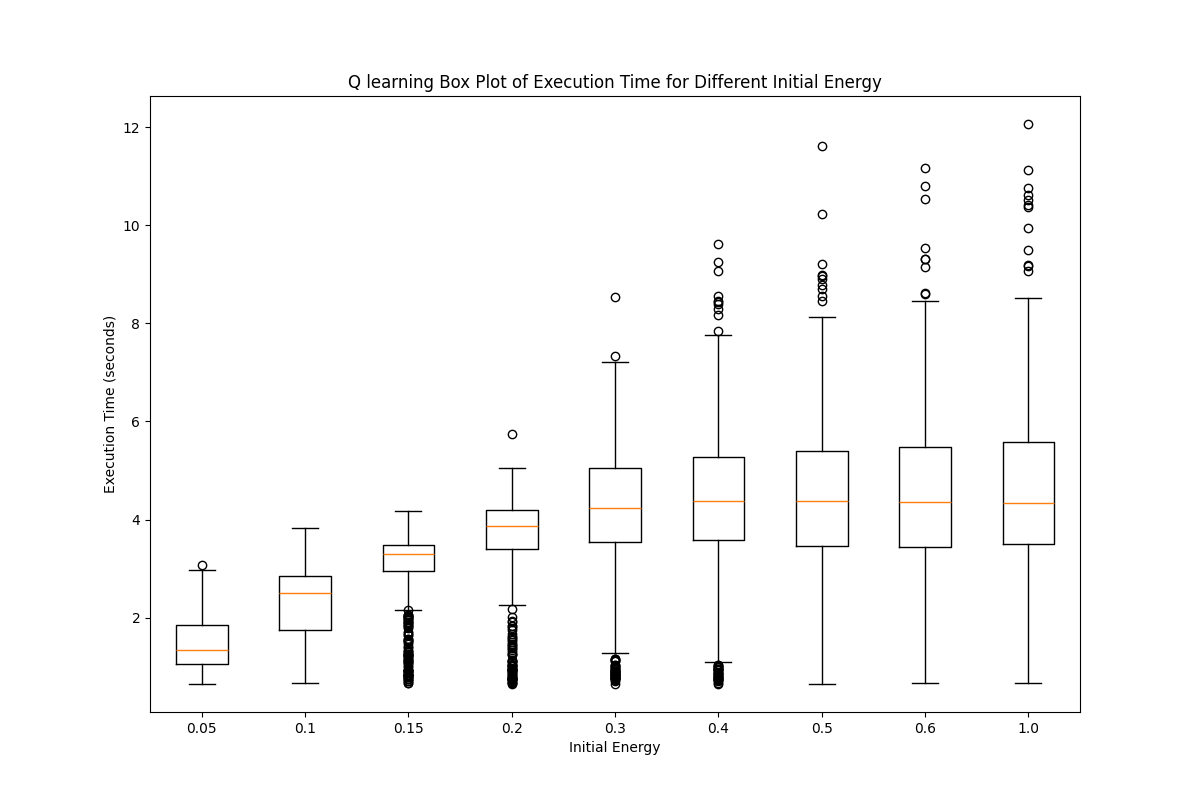 Q learning Box Plot of Execution Time for Different Initial Energy
12
10
8
6
4
2
Execution Time (seconds)
0.05 0.1 0.15 0.2 0.3 0.4 0.5 0.6 1.0
Initial Energy